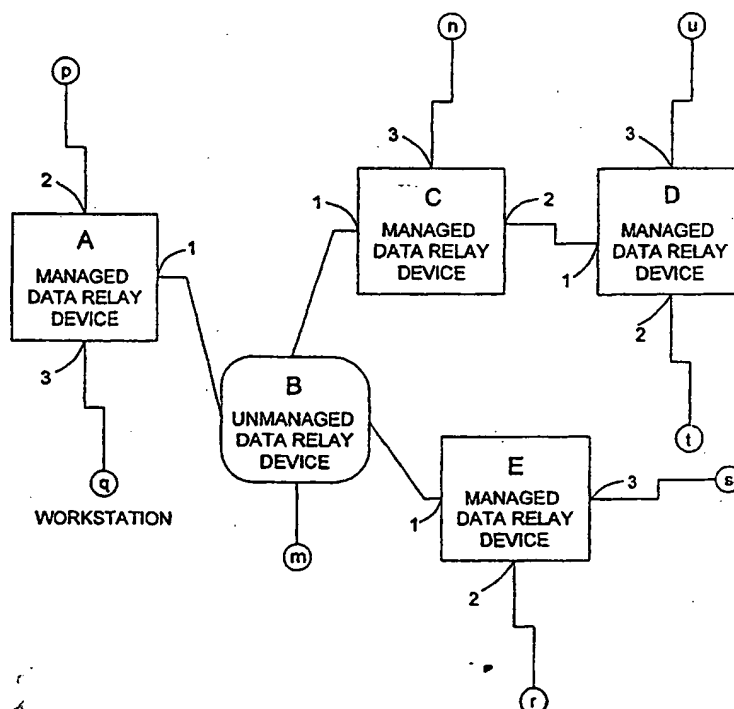 n
u
p
3
3
2
C
MANAGED
DATA RELAY
DEVICE
1
2
D
MANAGED
DATA RELAY
DEVICE
1
2
A
MANAGED
DATA RELAY
DEVICE
1
3
B
UNMANAGED
DATA RELAY
DEVICE
q
WORKSTATION
m
t
E
MANAGED
DATA RELAY
DEVICE
1
3
s
2
r